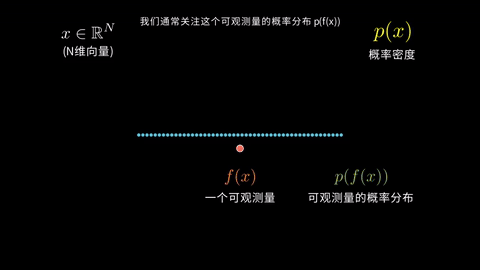 我们通常关注这个可观测量的概率分布 p(f(x))
x ∈ ℝ^N
(N维向量)
p(x)
概率密度
f(x)
一个可观测量
p(f(x))
可观测量的概率分布